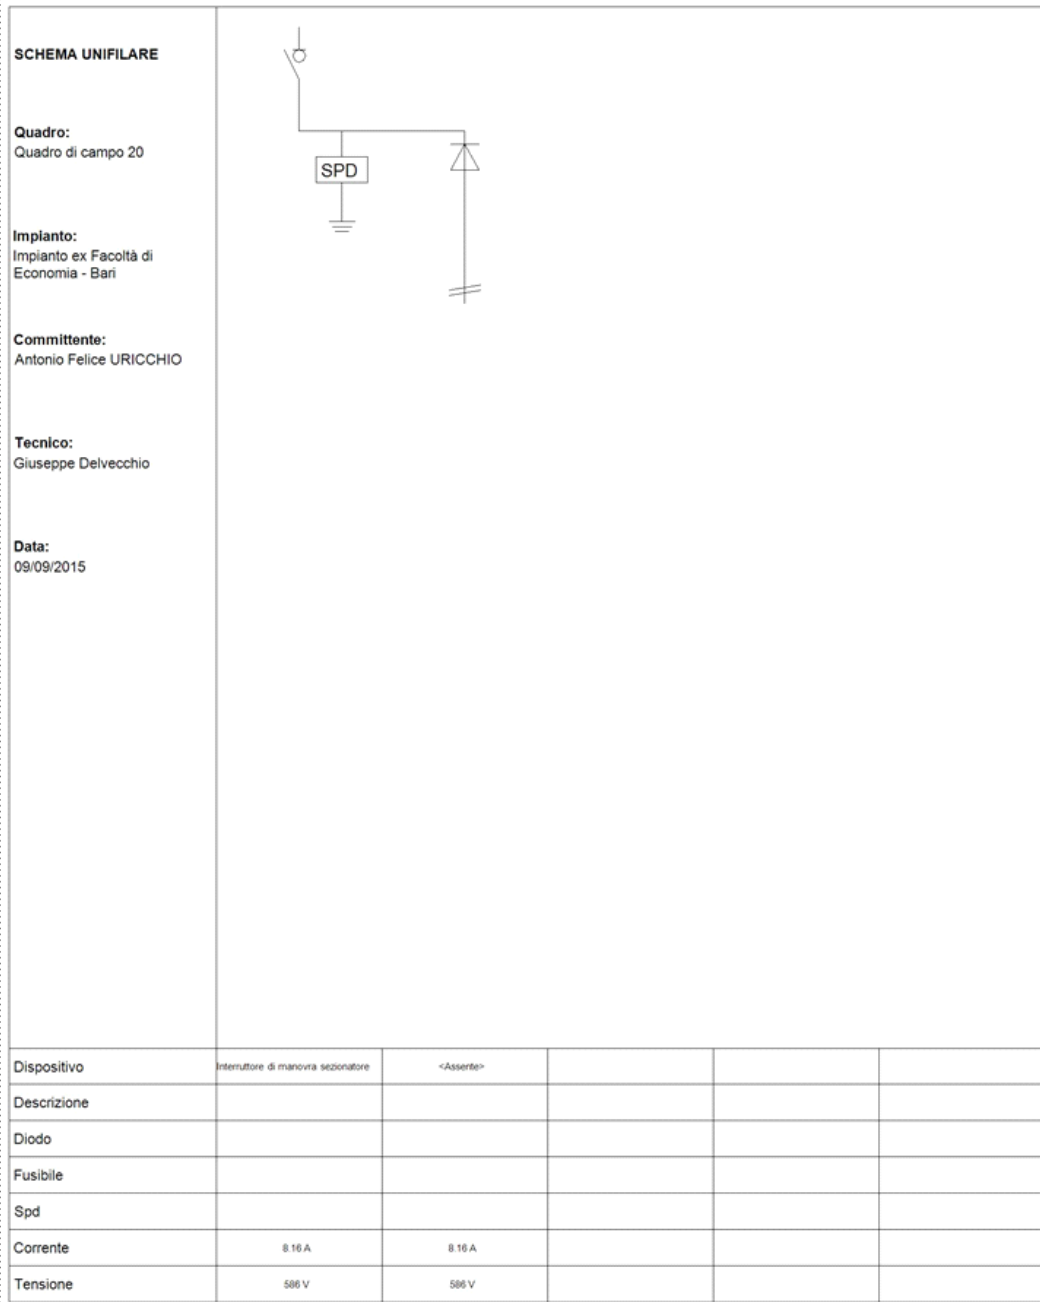 SCHEMA UNIFILARE
Quadro:
Quadro di campo 20
Impianto:
Impianto ex Facoltà di
Economia - Bari
Committente:
Antonio Felice URICCHIO
Tecnico:
Giuseppe Delvecchio
Data:
09/09/2015
SPD
Dispositivo Interruttore di manovra sezionatore <Assente>
Descrizione
Diodo
Fusibile
Spd
Corrente 8.16 A 8.16 A
Tensione 586 V 586 V